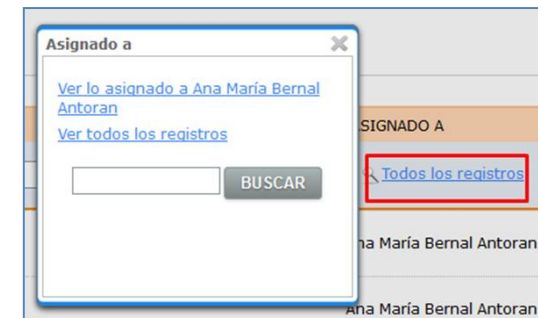 Asignado a
Ver lo asignado a Ana María Bernal
Antoran
Ver todos los registros
BUSCAR
SIGNADO A
Todos los registros
na María Bernal Antoran
Ana María Bernal Antoran